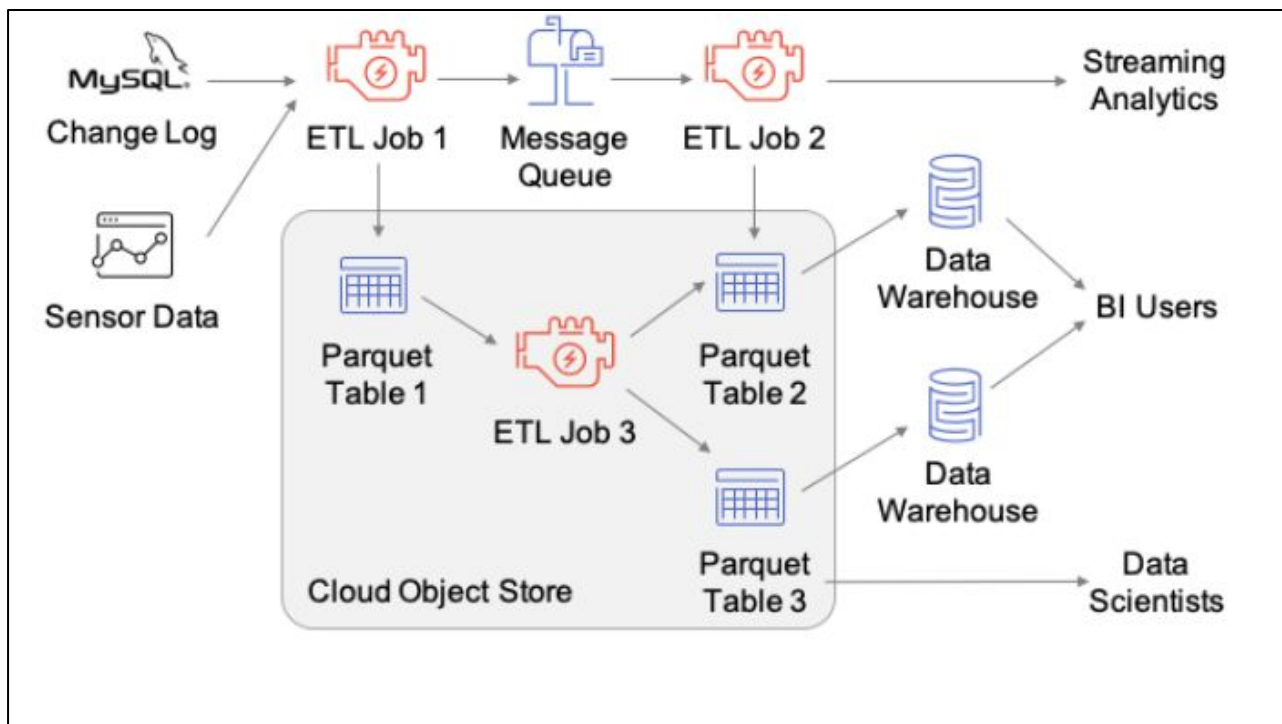 MySQL®
Change Log
ETL Job 1
Message
Queue
ETL Job 2
Streaming
Analytics
Sensor Data
Parquet
Table 1
ETL Job 3
Parquet
Table 2
Data
Warehouse
BI Users
Data
Warehouse
Parquet
Table 3
Cloud Object Store
Data
Scientists